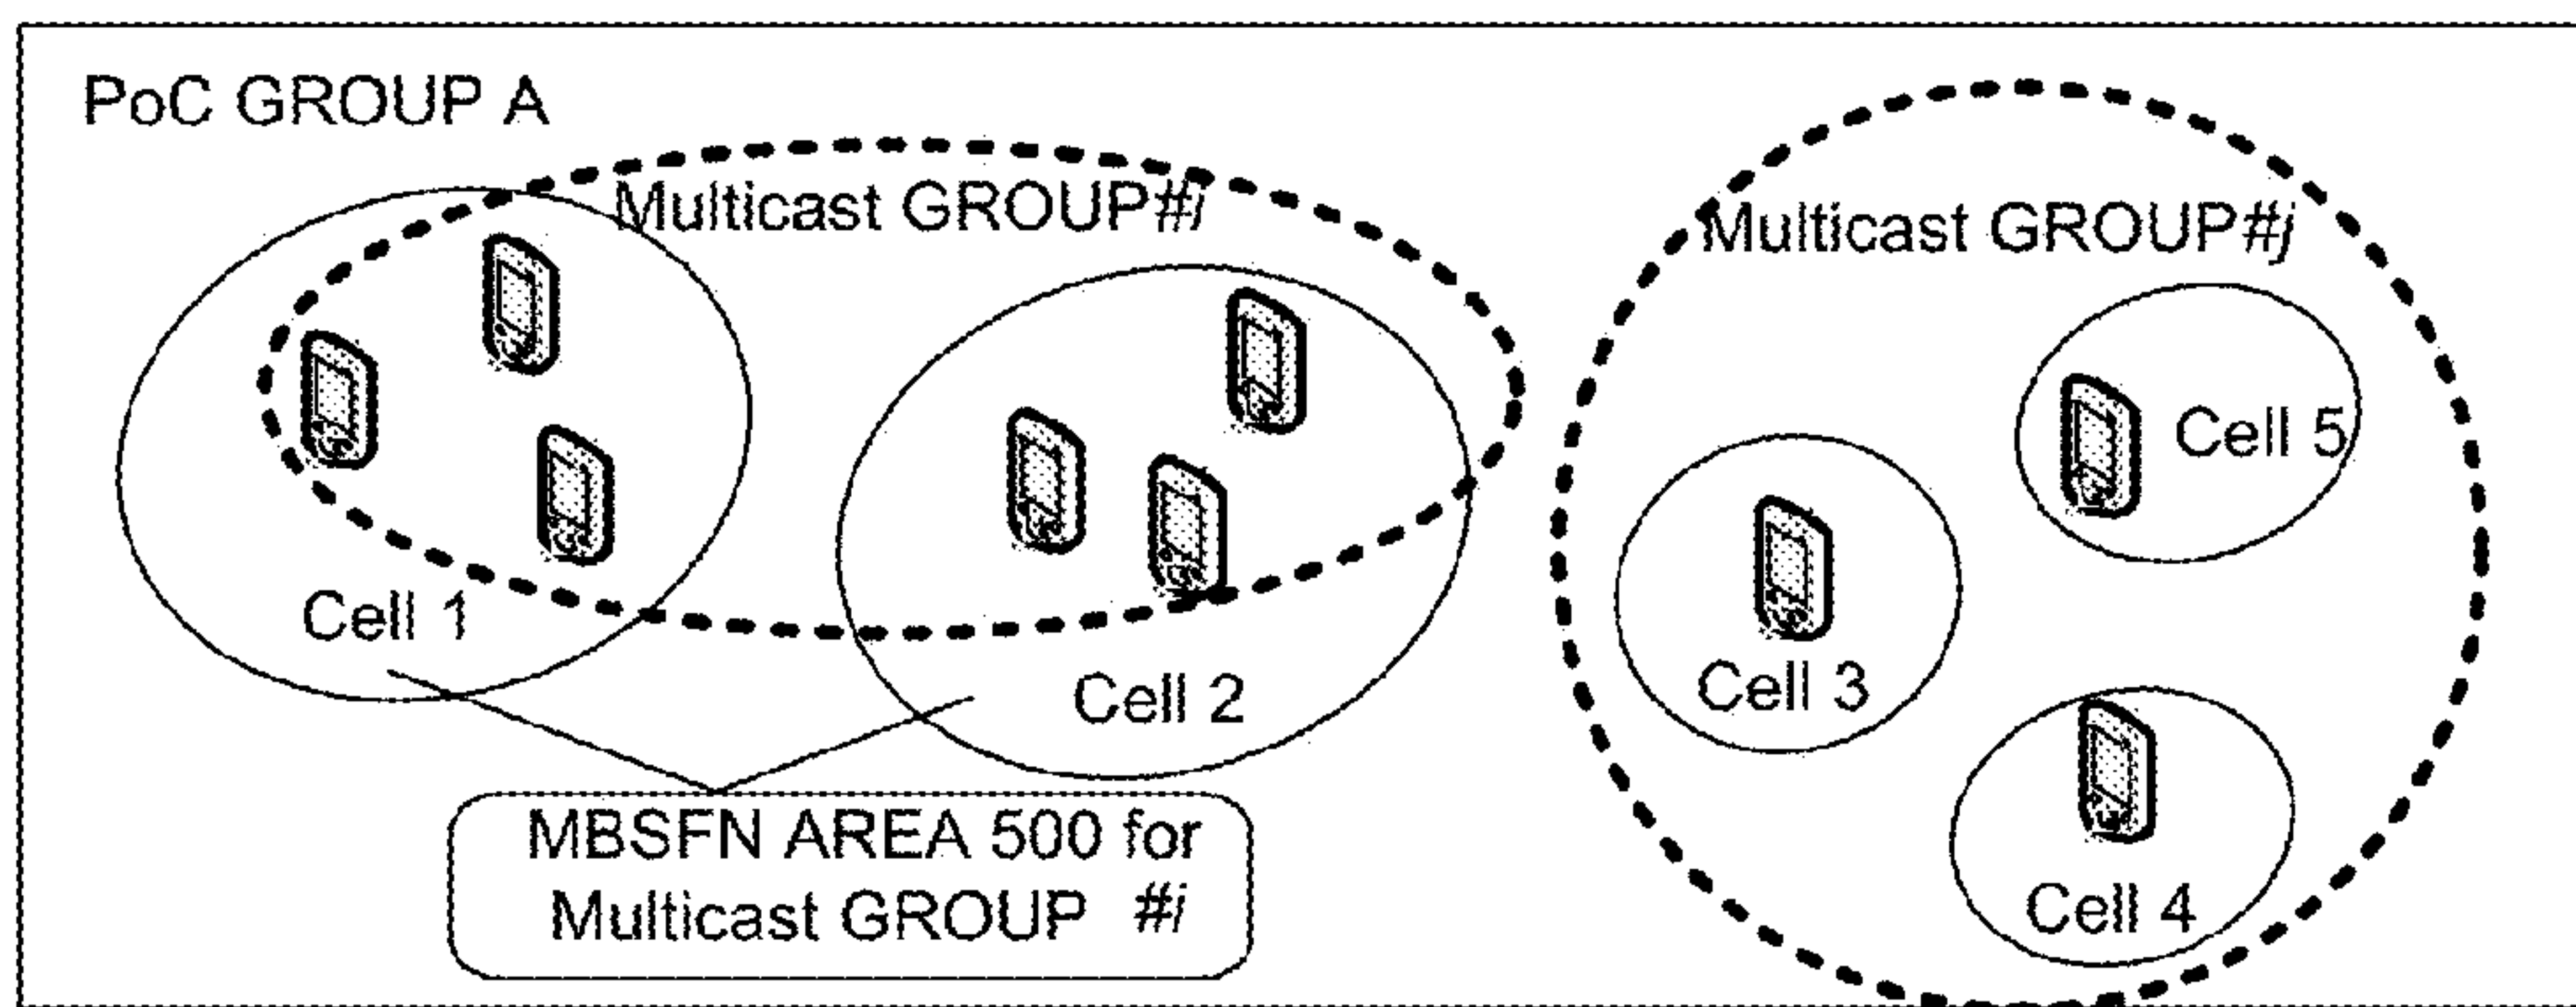 PoC GROUP A
Multicast GROUP#i
Multicast GROUP#j
Cell 5
Cell 1
Cell 3
Cell 2
MBSFN AREA 500 for
Multicast GROUP #i
Cell 4